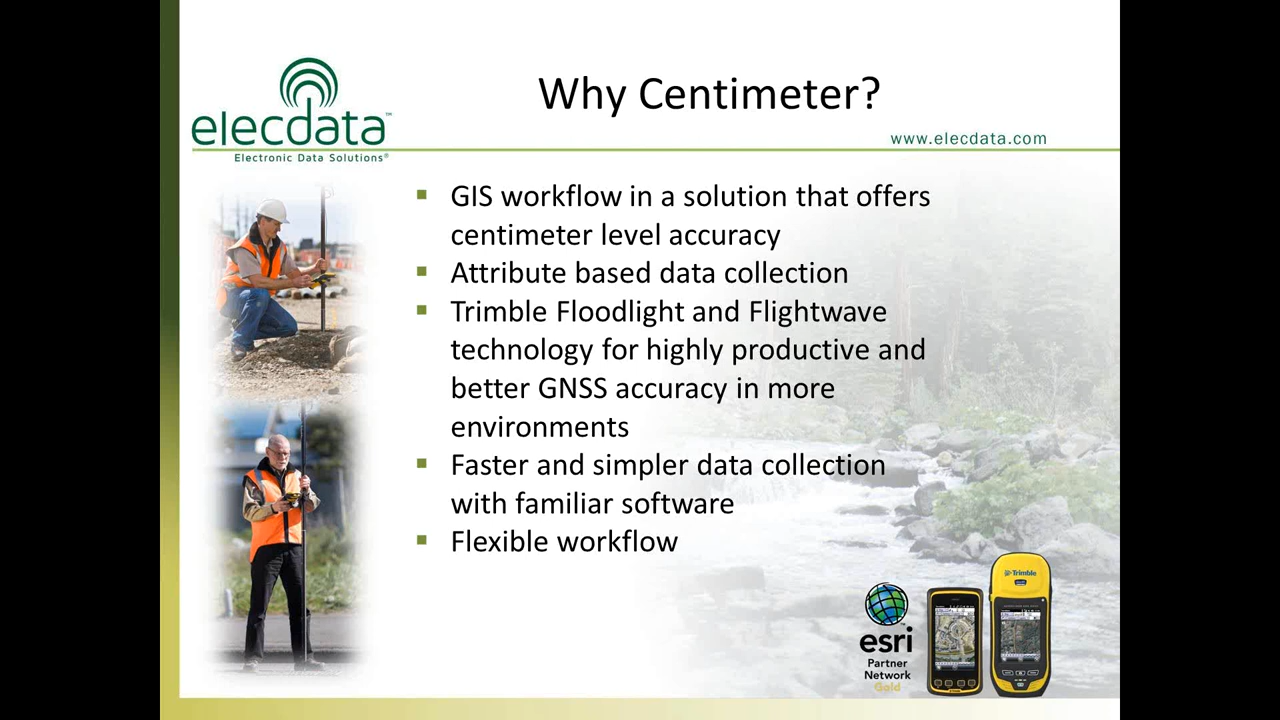 Why Centimeter?
elecdata™
www.elecdata.com
Electronic Data Solutions®
GIS workflow in a solution that offers
centimeter level accuracy
Attribute based data collection
Trimble Floodlight and Flightwave
technology for highly productive and
better GNSS accuracy in more
environments
Faster and simpler data collection
with familiar software
Flexible workflow
Trimble
esri
Partner
Network
Gold